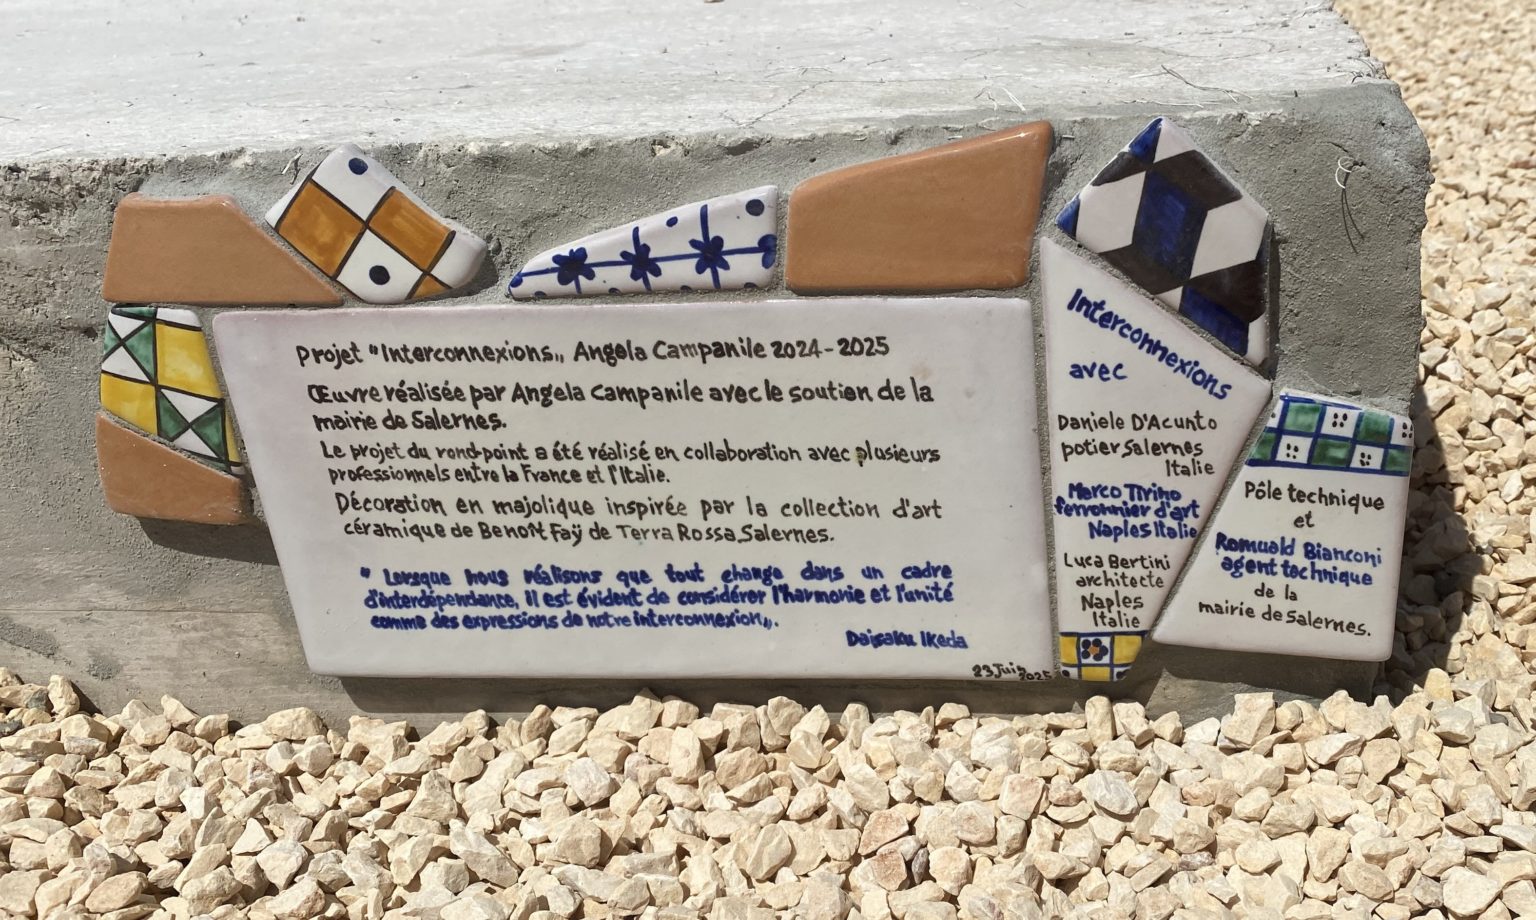 Projet "Interconnexions„ Angela Campanile 2024-2025
Œuvre réalisée par Angela Campanile avec le soutien de la
mairie de Salernes.
Le projet du rond-point a été réalisé en collaboration avec plusieurs
professionnels entre la France et l'Italie.
Décoration en majolique inspirée par la collection d'art
céramique de Benoît Faÿ de Terra Rossa Salernes.
" Lorsque nous réalisons que tout change dans un cadre
d'interdépendance, il est évident de considérer l'harmonie et l'unité
comme des expressions de notre interconnexion„.
Daisaku Ikeda
23 Juin
2025
Interconnexions
avec
Daniele D'Acunto
potier Salernes
Italie
Marco Tirino
ferronnier d'art
Naples Italie
Luca Bertini
architecte
Naples
Italie
Pôle technique
et
Romuald Bianconi
agent technique
de la
mairie de Salernes.